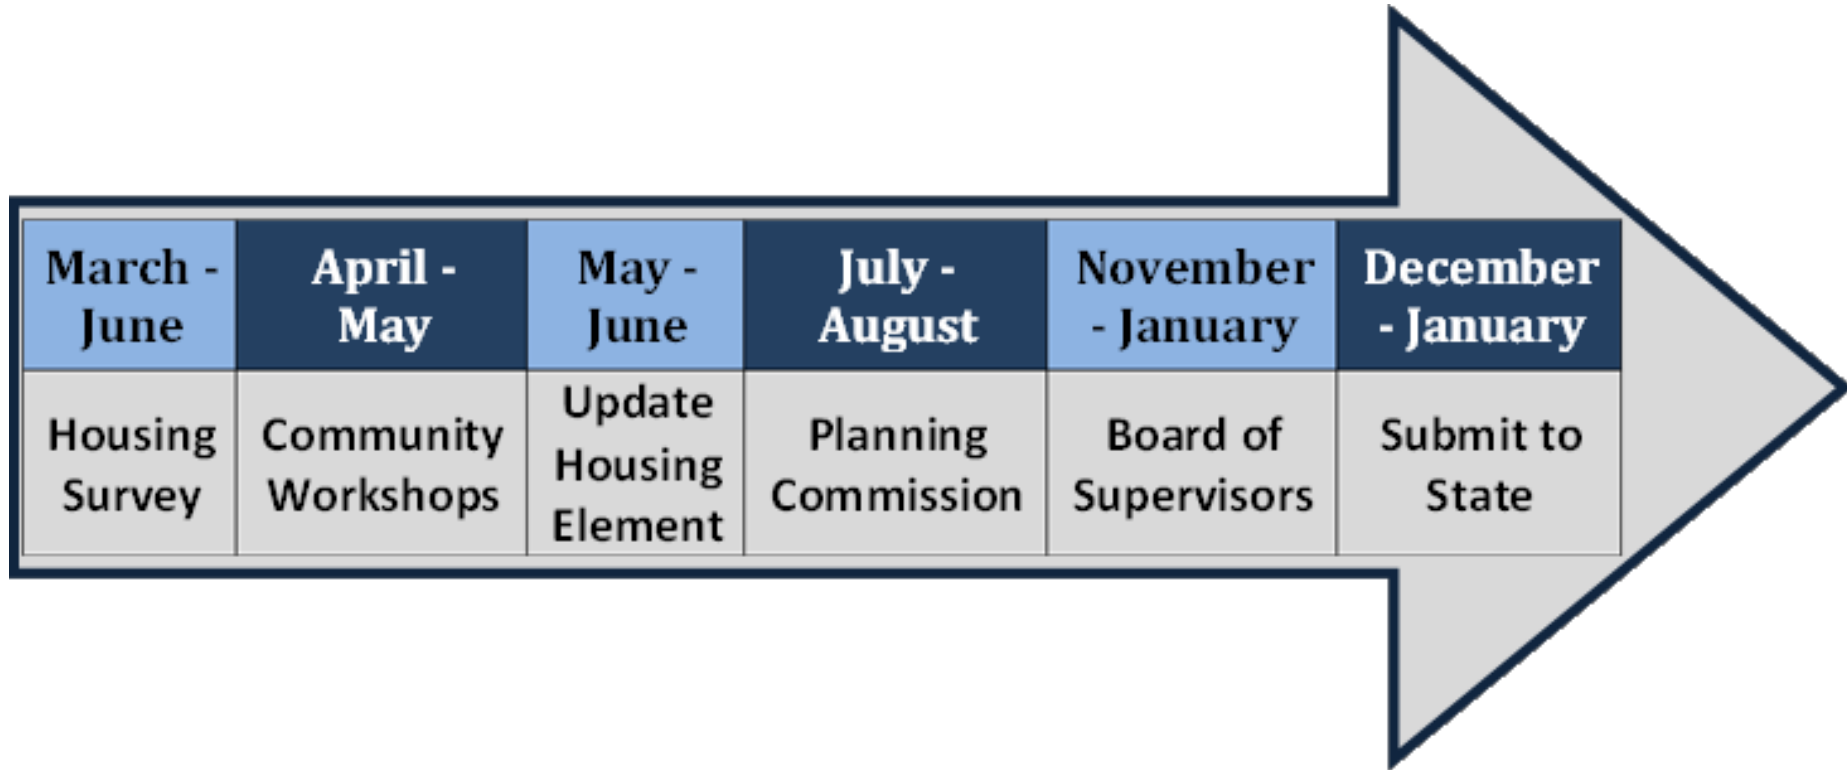 March -
June
April -
May
May -
June
July -
August
November
- January
December
- January
Housing
Survey
Community
Workshops
Update
Housing
Element
Planning
Commission
Board of
Supervisors
Submit to
State